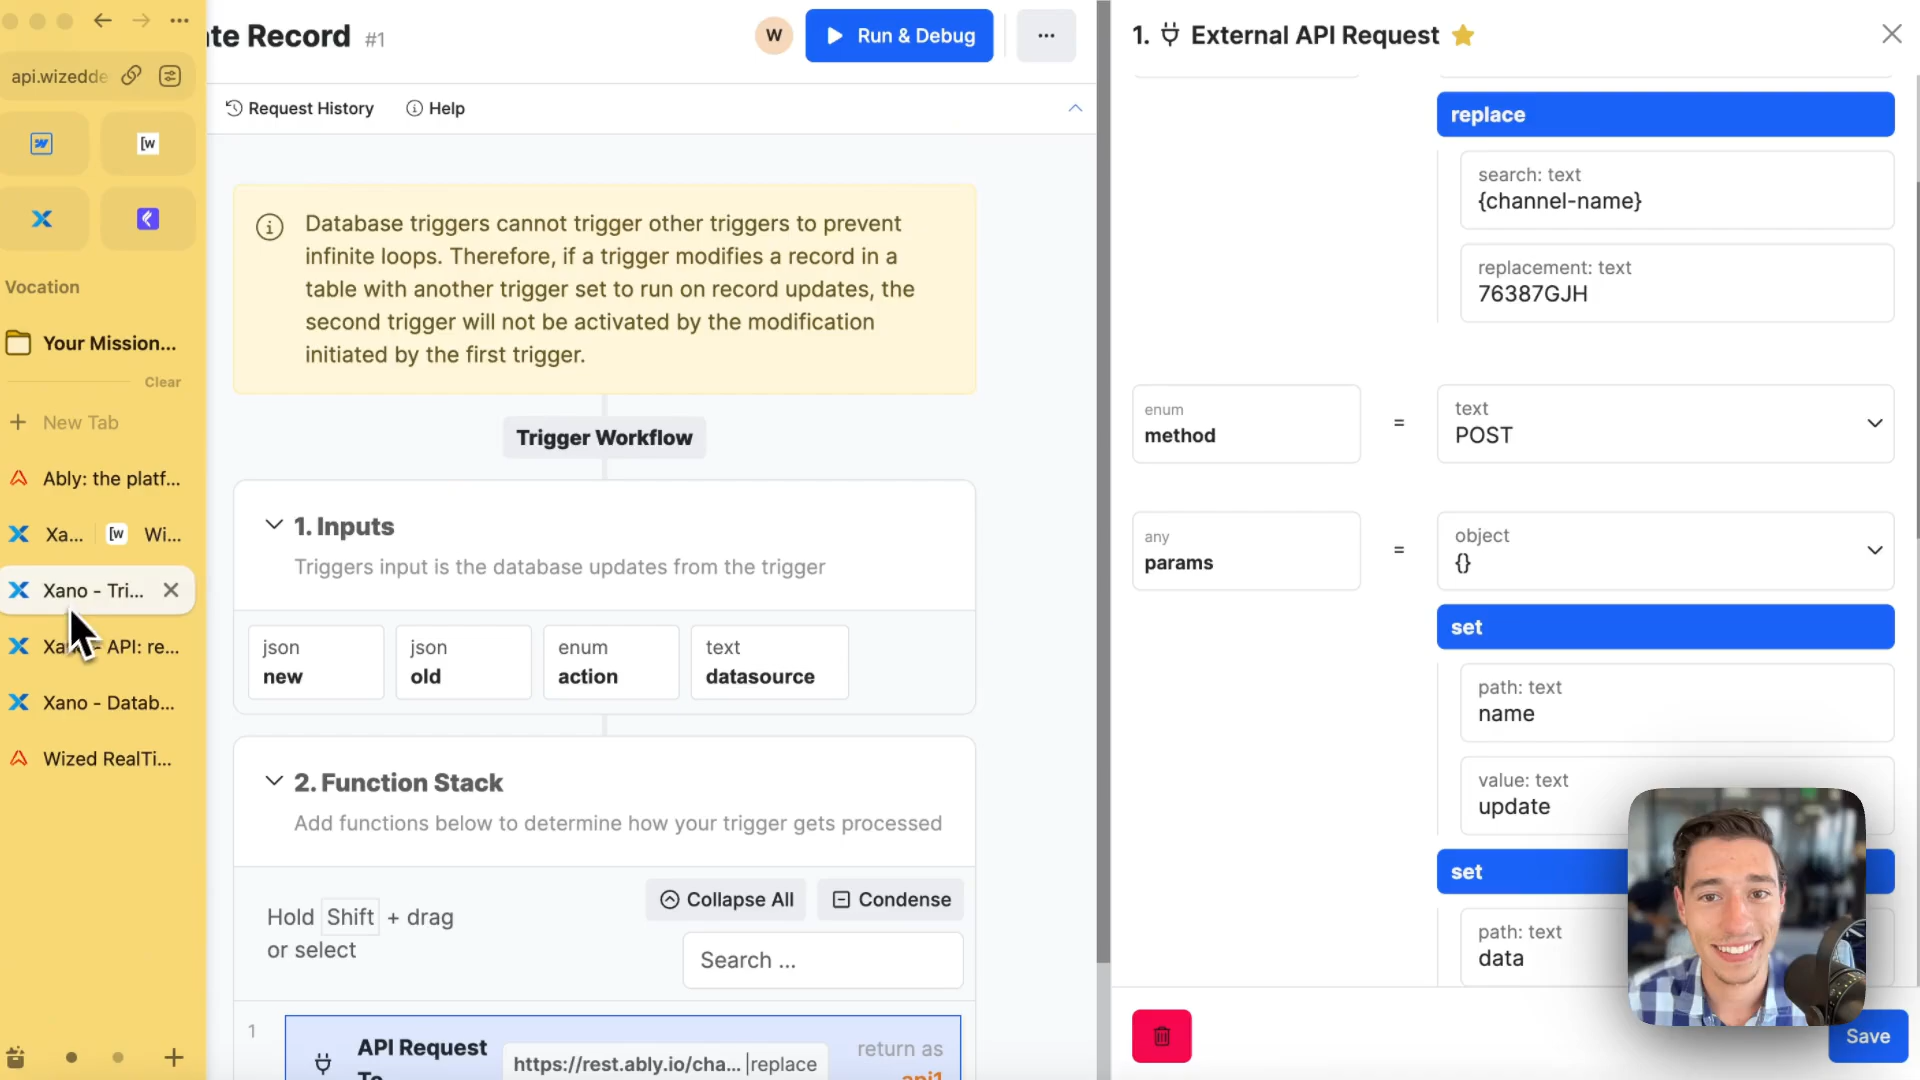 api.wizedde
[w
Vocation
Your Mission...
Clear
New Tab
Ably: the platf...
Xa...
[w
Wi...
Xano - Tri...
Xano - API: re...
Xano - Datab...
Wized RealTi...
te Record #1
W
Run & Debug
...
Request History
Help
Database triggers cannot trigger other triggers to prevent
infinite loops. Therefore, if a trigger modifies a record in a
table with another trigger set to run on record updates, the
second trigger will not be activated by the modification
initiated by the first trigger.
Trigger Workflow
1. Inputs
Triggers input is the database updates from the trigger
json
new
json
old
enum
action
text
datasource
2. Function Stack
Add functions below to determine how your trigger gets processed
Hold Shift + drag
or select
Collapse All
Condense
Search ...
1
API Request
To
https://rest.ably.io/cha... |replace
return as
api1
1. External API Request
replace
search: text
{channel-name}
replacement: text
76387GJH
enum
method
=
text
POST
any
params
=
object
{}
set
path: text
name
value: text
update
set
path: text
data
Save